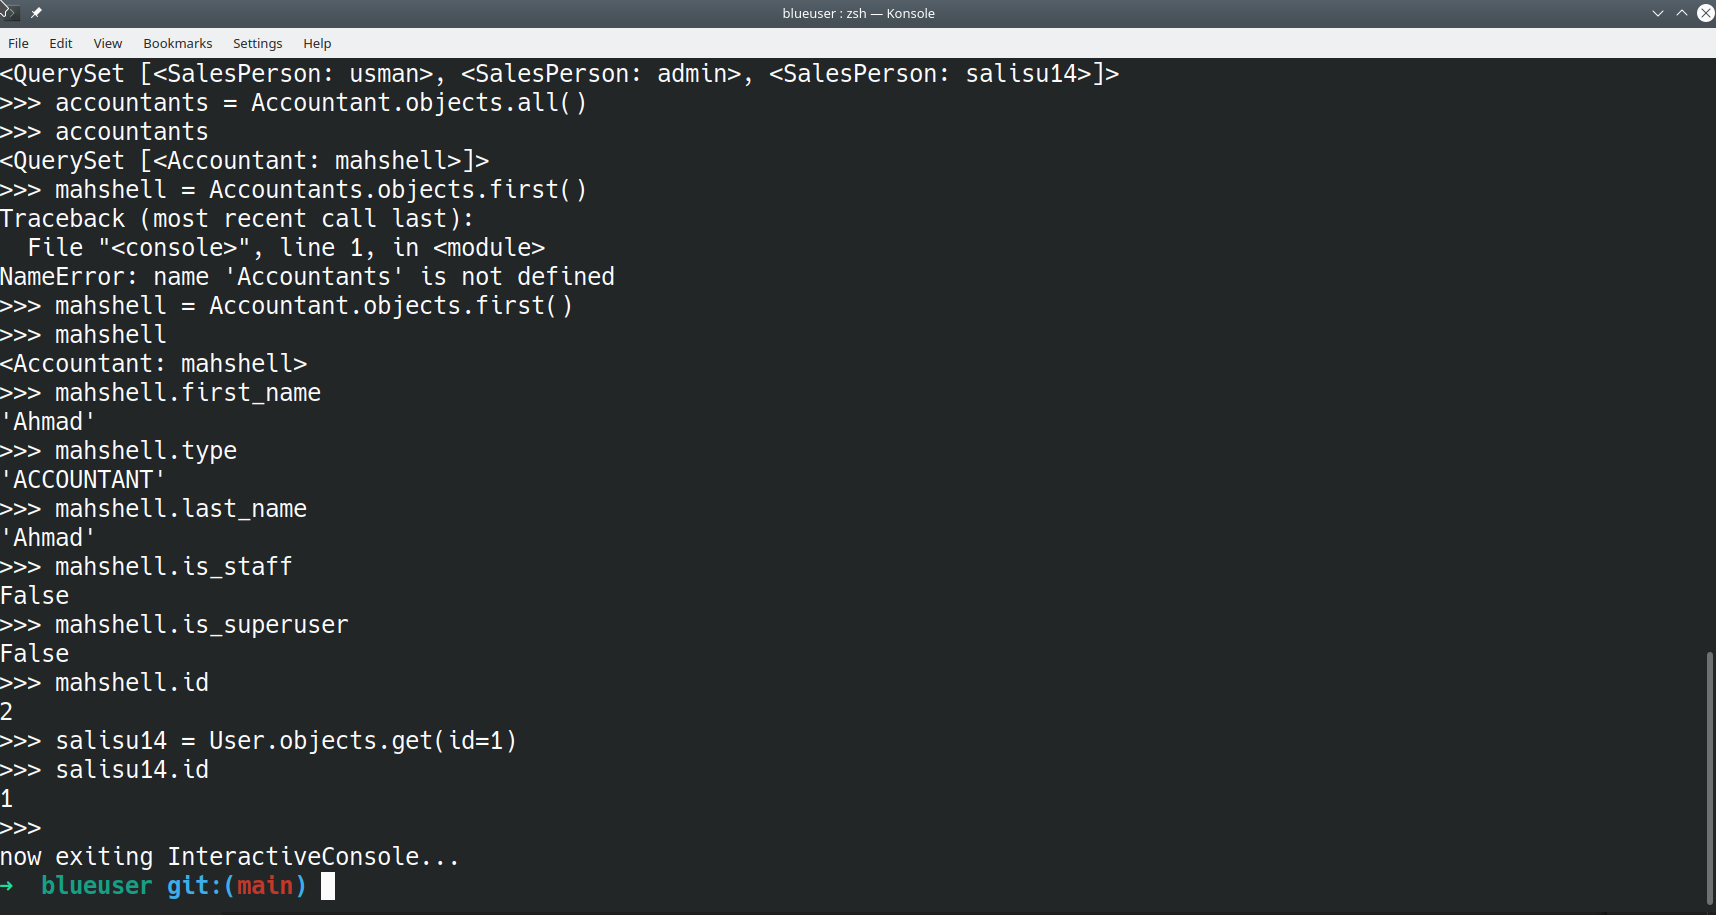 blueuser : zsh — Konsole
File Edit View Bookmarks Settings Help
<QuerySet [<SalesPerson: usman>, <SalesPerson: admin>, <SalesPerson: salisu14>]>
>>> accountants = Accountant.objects.all()
>>> accountants
<QuerySet [<Accountant: mahshell>]>
>>> mahshell = Accountants.objects.first()
Traceback (most recent call last):
  File "<console>", line 1, in <module>
NameError: name 'Accountants' is not defined
>>> mahshell = Accountant.objects.first()
>>> mahshell
<Accountant: mahshell>
>>> mahshell.first_name
'Ahmad'
>>> mahshell.type
'ACCOUNTANT'
>>> mahshell.last_name
'Ahmad'
>>> mahshell.is_staff
False
>>> mahshell.is_superuser
False
>>> mahshell.id
2
>>> salisu14 = User.objects.get(id=1)
>>> salisu14.id
1
>>>
now exiting InteractiveConsole...
➜  blueuser git:(main)